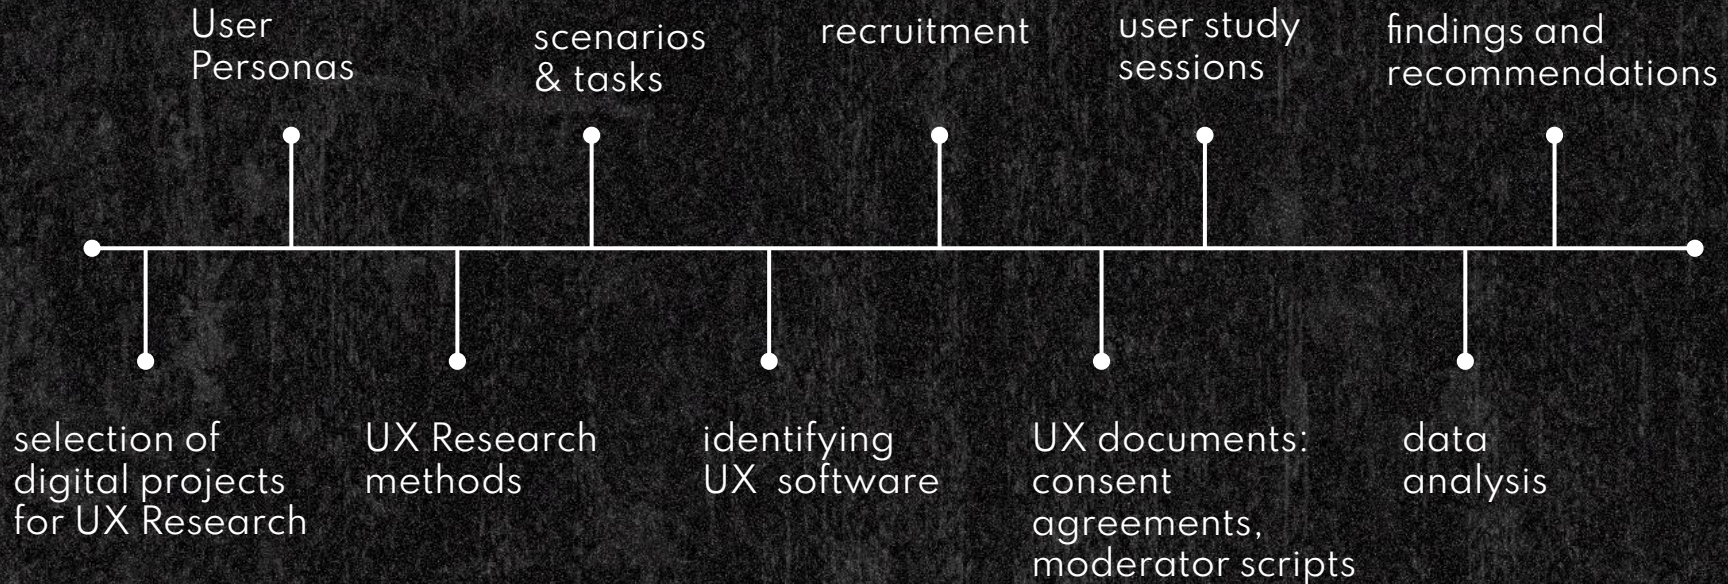 User
Personas
scenarios
& tasks
recruitment
user study
sessions
findings and
recommendations
selection of
digital projects
for UX Research
UX Research
methods
identifying
UX software
UX documents:
consent
agreements,
moderator scripts
data
analysis